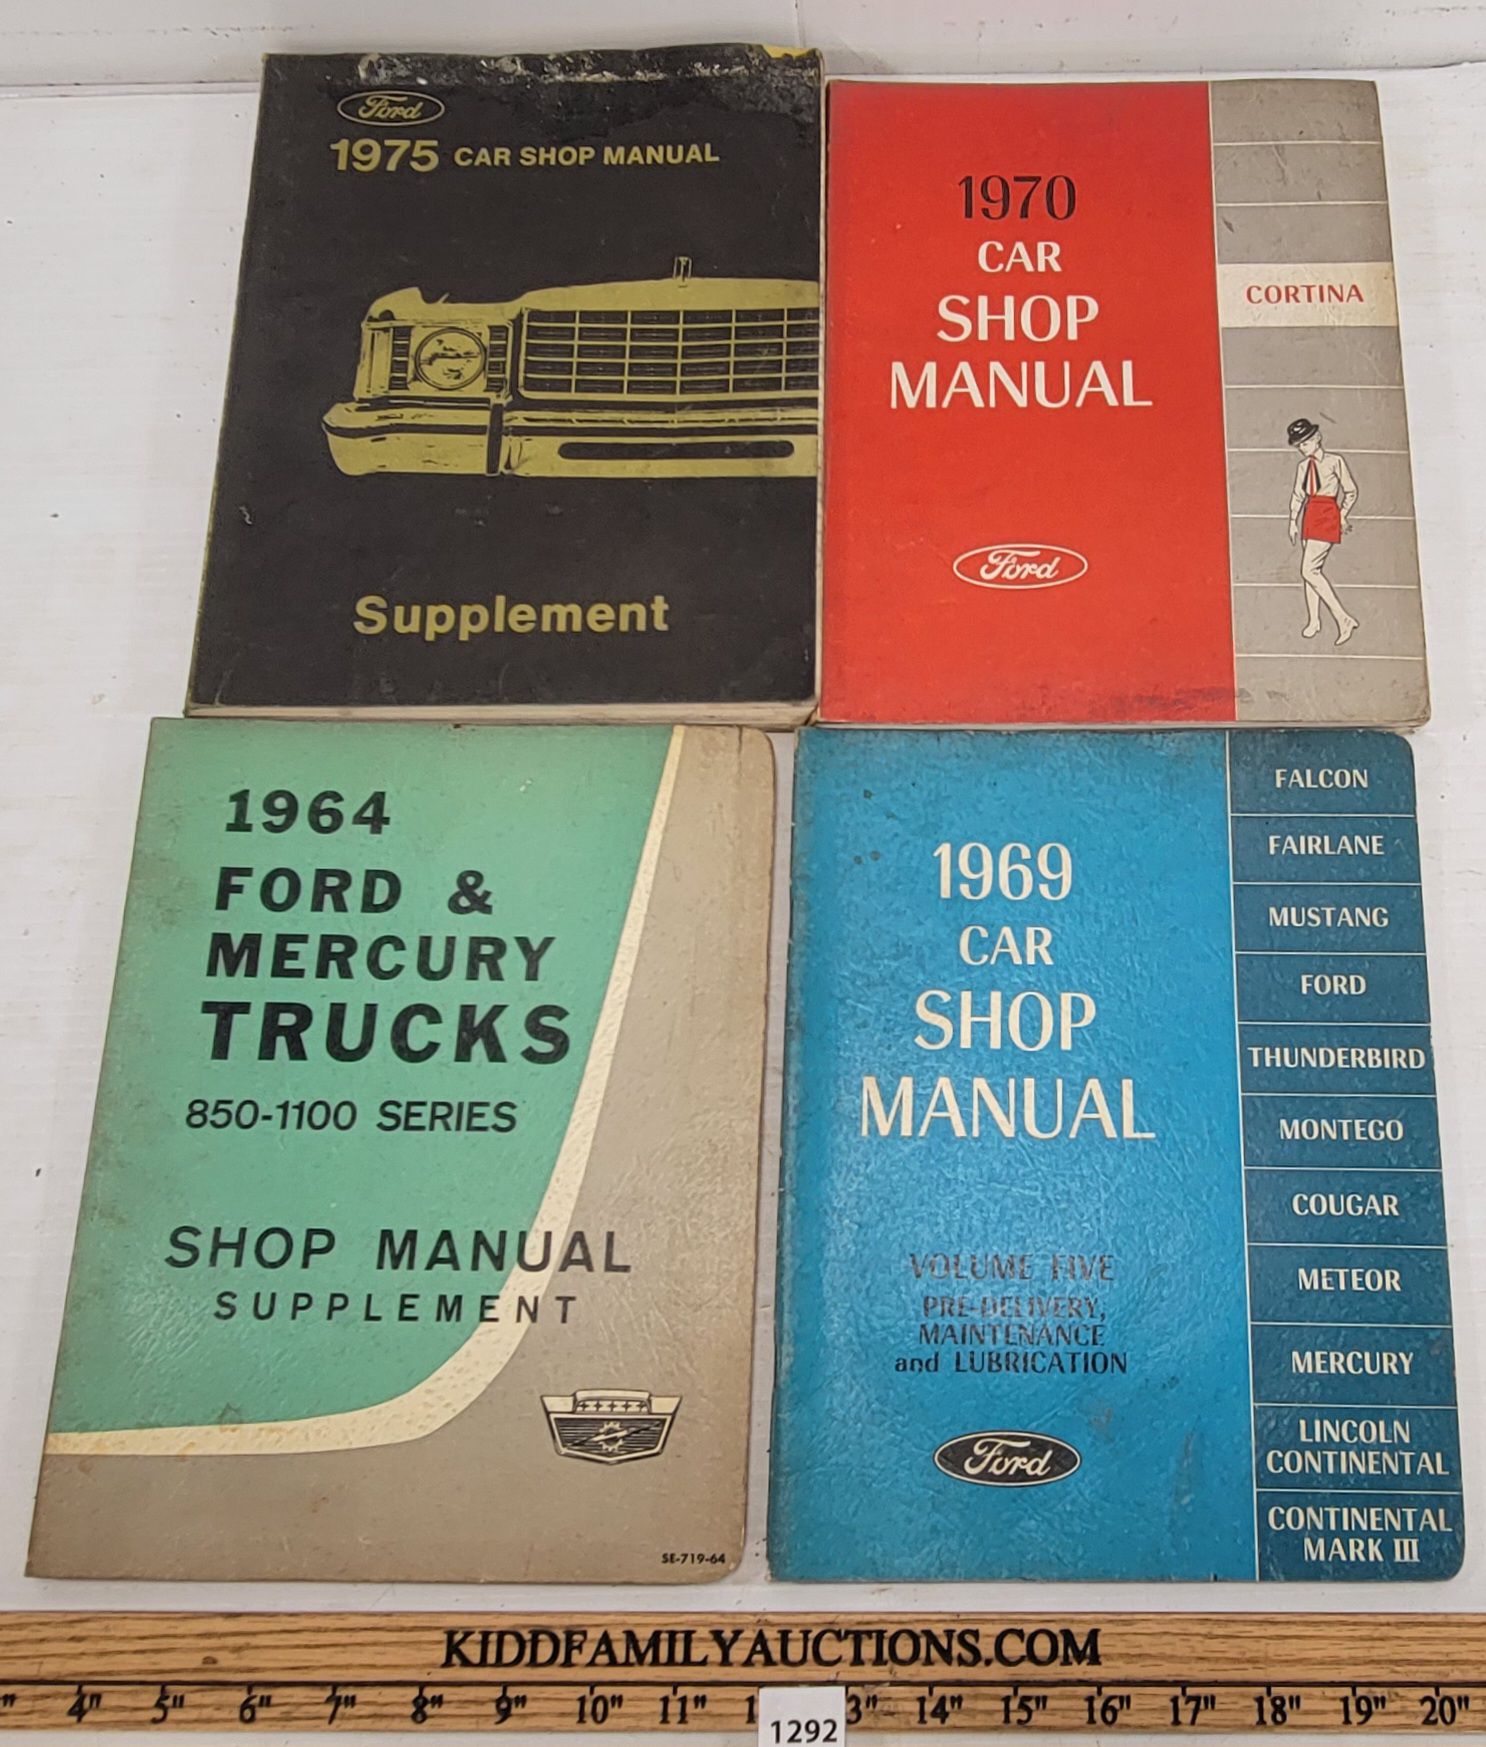 Ford
1975 CAR SHOP MANUAL
Supplement
1970
CAR
SHOP
MANUAL
Ford
CORTINA
1964
FORD &
MERCURY
TRUCKS
850-1100 SERIES
SHOP MANUAL
SUPPLEMENT
SE-719-64
1969
CAR
SHOP
MANUAL
VOLUME FIVE
PRE-DELIVERY,
MAINTENANCE
and LUBRICATION
Ford
FALCON
FAIRLANE
MUSTANG
FORD
THUNDERBIRD
MONTEGO
COUGAR
METEOR
MERCURY
LINCOLN
CONTINENTAL
CONTINENTAL
MARK III
KIDDFAMILYAUCTIONS.COM
" 4" 5" 6" 7" 8" 9" 10" 11" 1 3" 14" 15" 16" 17" 18" 19" 20"
1292